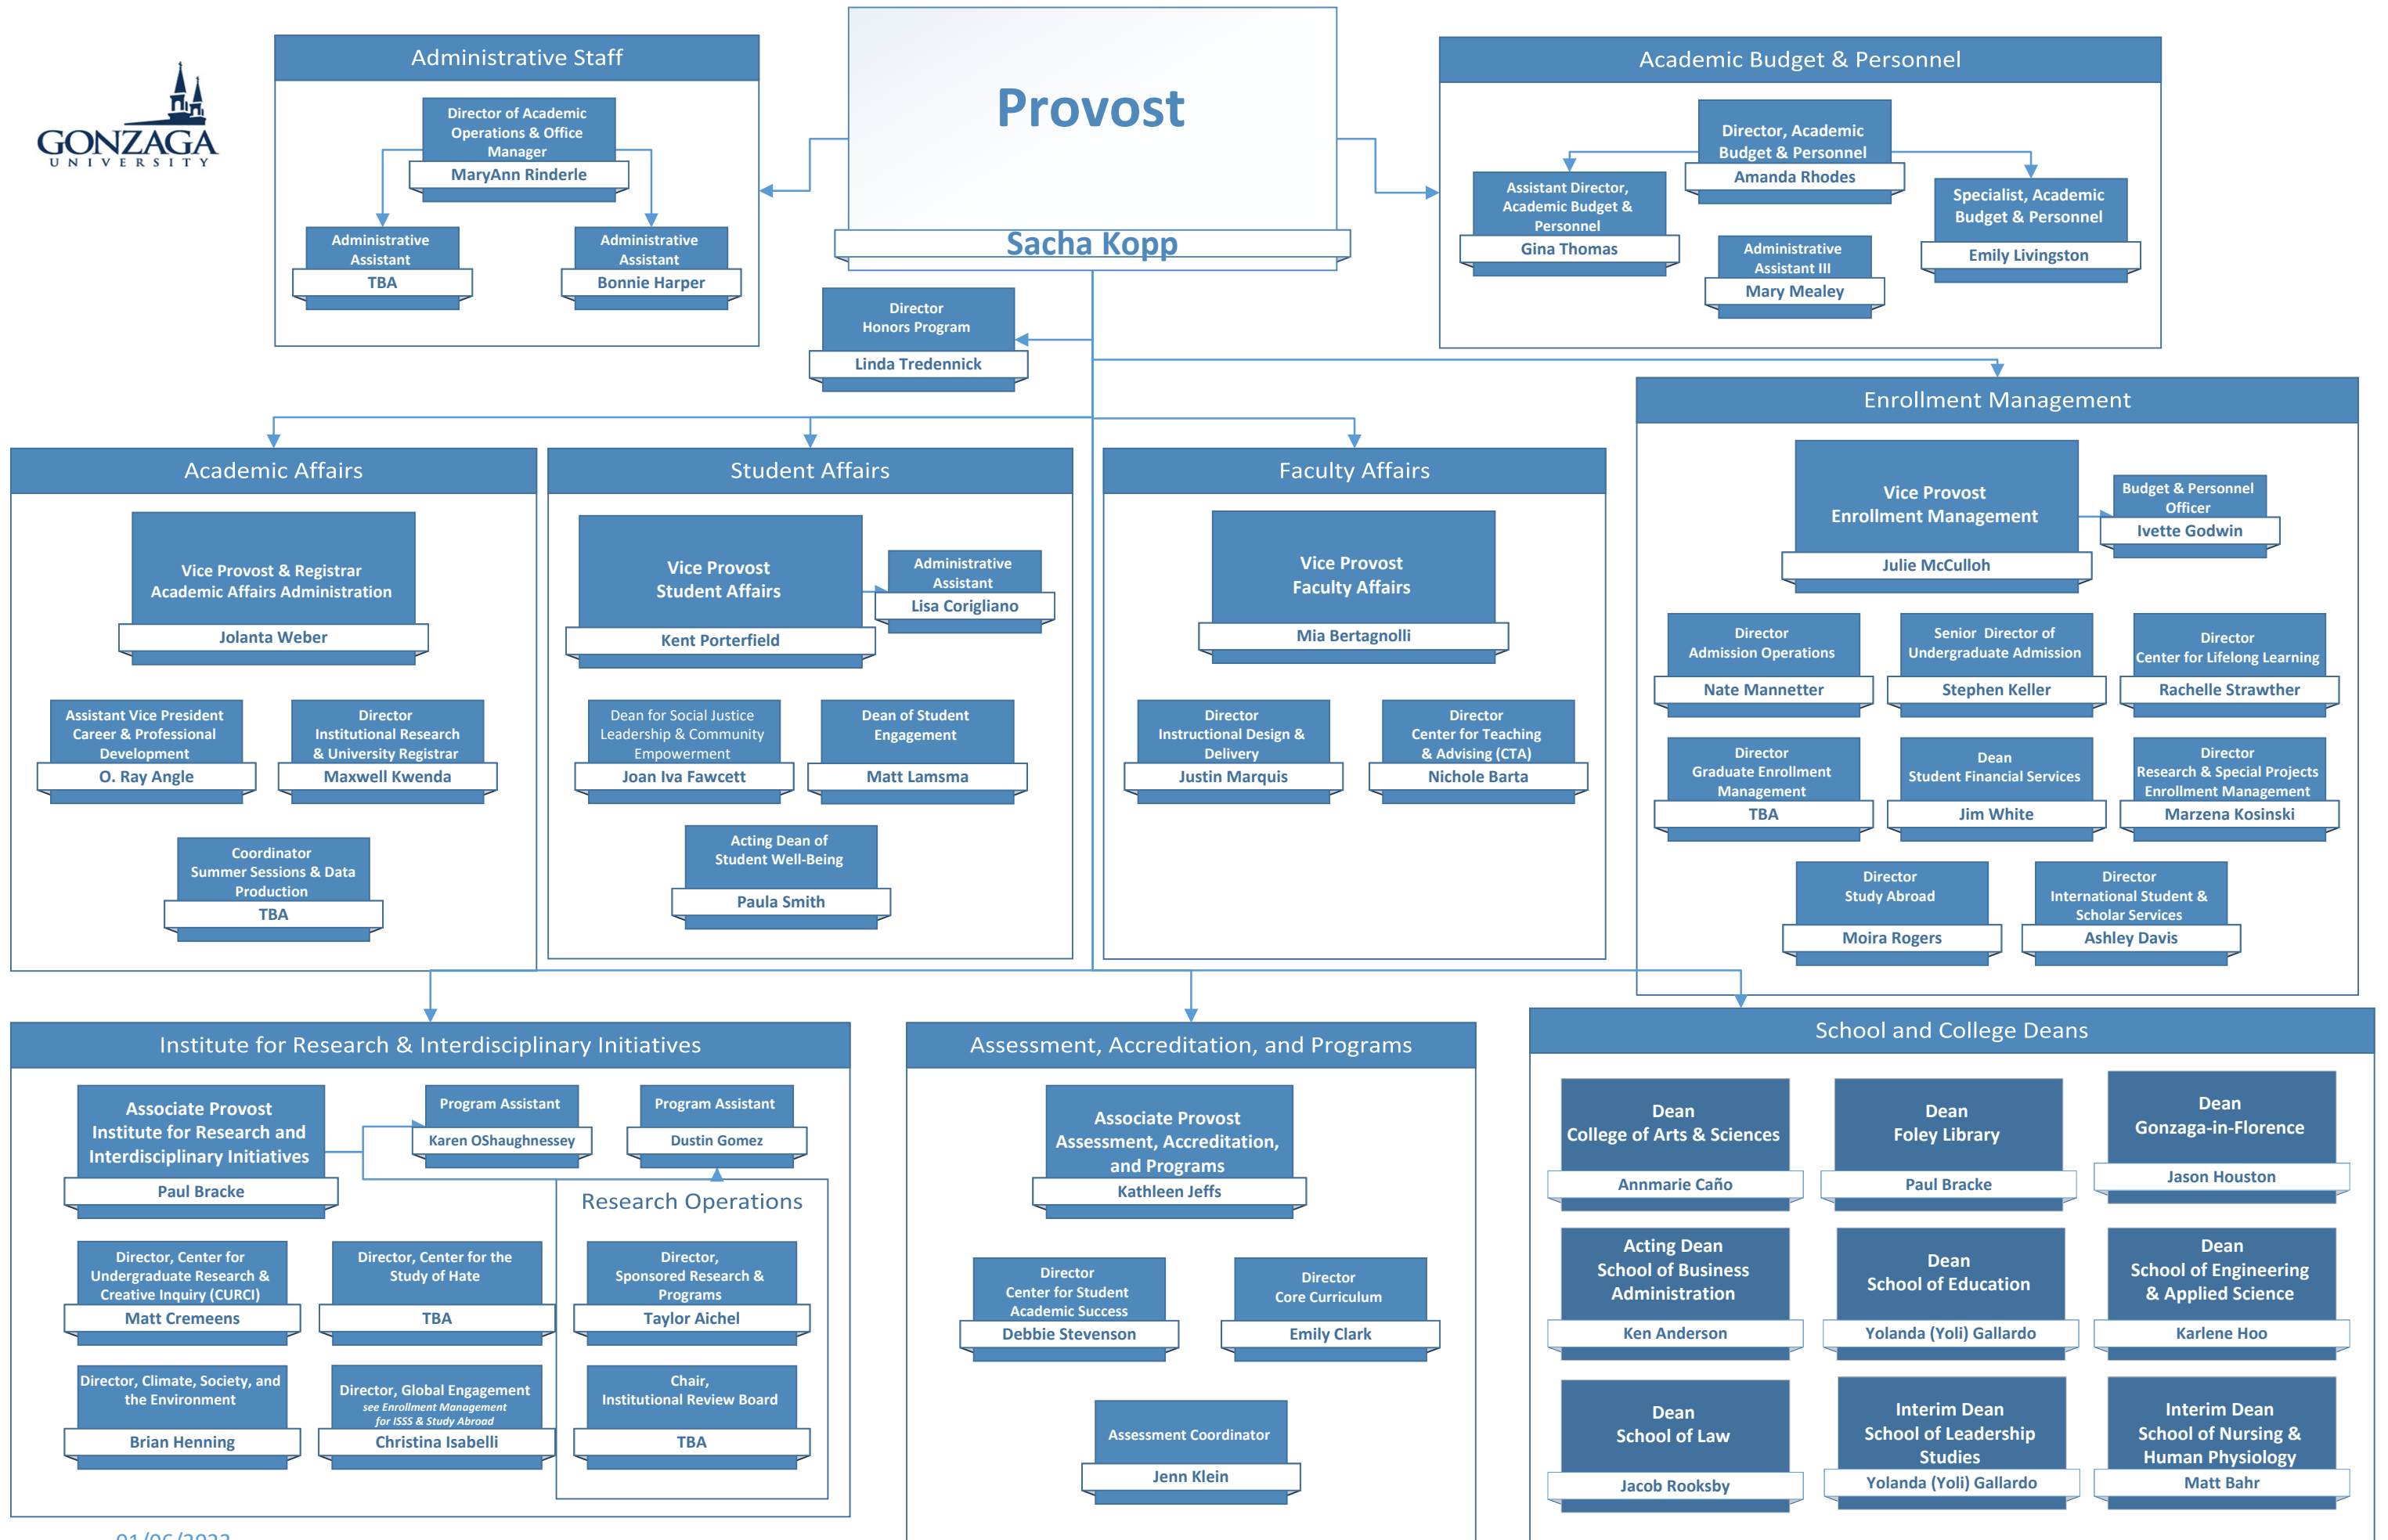 GONZAGA
UNIVERSITY
Administrative Staff
Director of Academic
Operations & Office
Manager
MaryAnn Rinderle
Administrative
Assistant
TBA
Administrative
Assistant
Bonnie Harper
Provost
Sacha Kopp
Academic Budget & Personnel
Director, Academic
Budget & Personnel
Amanda Rhodes
Assistant Director,
Academic Budget &
Personnel
Gina Thomas
Administrative
Assistant III
Mary Mealey
Specialist, Academic
Budget & Personnel
Emily Livingston
Director
Honors Program
Linda Tredennick
Academic Affairs
Vice Provost & Registrar
Academic Affairs Administration
Jolanta Weber
Assistant Vice President
Career & Professional
Development
O. Ray Angle
Director
Institutional Research
& University Registrar
Maxwell Kwenda
Coordinator
Summer Sessions & Data
Production
TBA
Student Affairs
Vice Provost
Student Affairs
Kent Porterfield
Administrative
Assistant
Lisa Corigliano
Dean for Social Justice
Leadership & Community
Empowerment
Joan Iva Fawcett
Dean of Student
Engagement
Matt Lamsma
Acting Dean of
Student Well-Being
Paula Smith
Faculty Affairs
Vice Provost
Faculty Affairs
Mia Bertagnolli
Director
Instructional Design &
Delivery
Justin Marquis
Director
Center for Teaching
& Advising (CTA)
Nichole Barta
Enrollment Management
Vice Provost
Enrollment Management
Julie McCulloh
Budget & Personnel
Officer
Ivette Godwin
Director
Admission Operations
Nate Mannetter
Senior Director of
Undergraduate Admission
Stephen Keller
Director
Center for Lifelong Learning
Rachelle Strawther
Director
Graduate Enrollment
Management
TBA
Dean
Student Financial Services
Jim White
Director
Research & Special Projects
Enrollment Management
Marzena Kosinski
Director
Study Abroad
Moira Rogers
Director
International Student &
Scholar Services
Ashley Davis
Institute for Research & Interdisciplinary Initiatives
Associate Provost
Institute for Research and
Interdisciplinary Initiatives
Paul Bracke
Program Assistant
Karen OShaughnessey
Program Assistant
Dustin Gomez
Research Operations
Director, Center for
Undergraduate Research &
Creative Inquiry (CURCI)
Matt Cremeens
Director, Center for the
Study of Hate
TBA
Director,
Sponsored Research &
Programs
Taylor Aichel
Director, Climate, Society, and
the Environment
Brian Henning
Director, Global Engagement
see Enrollment Management
for ISSS & Study Abroad
Christina Isabelli
Chair,
Institutional Review Board
TBA
Assessment, Accreditation, and Programs
Associate Provost
Assessment, Accreditation,
and Programs
Kathleen Jeffs
Director
Center for Student
Academic Success
Debbie Stevenson
Director
Core Curriculum
Emily Clark
Assessment Coordinator
Jenn Klein
School and College Deans
Dean
College of Arts & Sciences
Annmarie Caño
Dean
Foley Library
Paul Bracke
Dean
Gonzaga-in-Florence
Jason Houston
Acting Dean
School of Business
Administration
Ken Anderson
Dean
School of Education
Yolanda (Yoli) Gallardo
Dean
School of Engineering
& Applied Science
Karlene Hoo
Dean
School of Law
Jacob Rooksby
Interim Dean
School of Leadership
Studies
Yolanda (Yoli) Gallardo
Interim Dean
School of Nursing &
Human Physiology
Matt Bahr